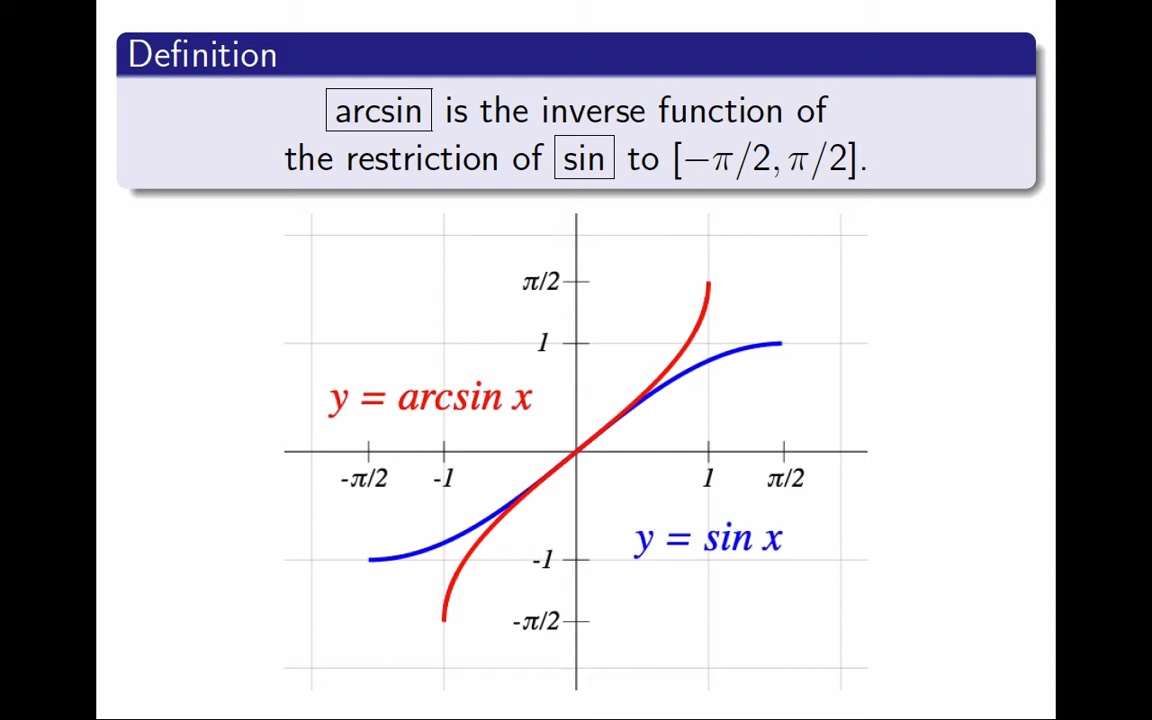 Definition
arcsin is the inverse function of
the restriction of sin to [−π/2, π/2].
π/2
1
y = arcsin x
-π/2 -1 1 π/2
y = sin x
-1
-π/2